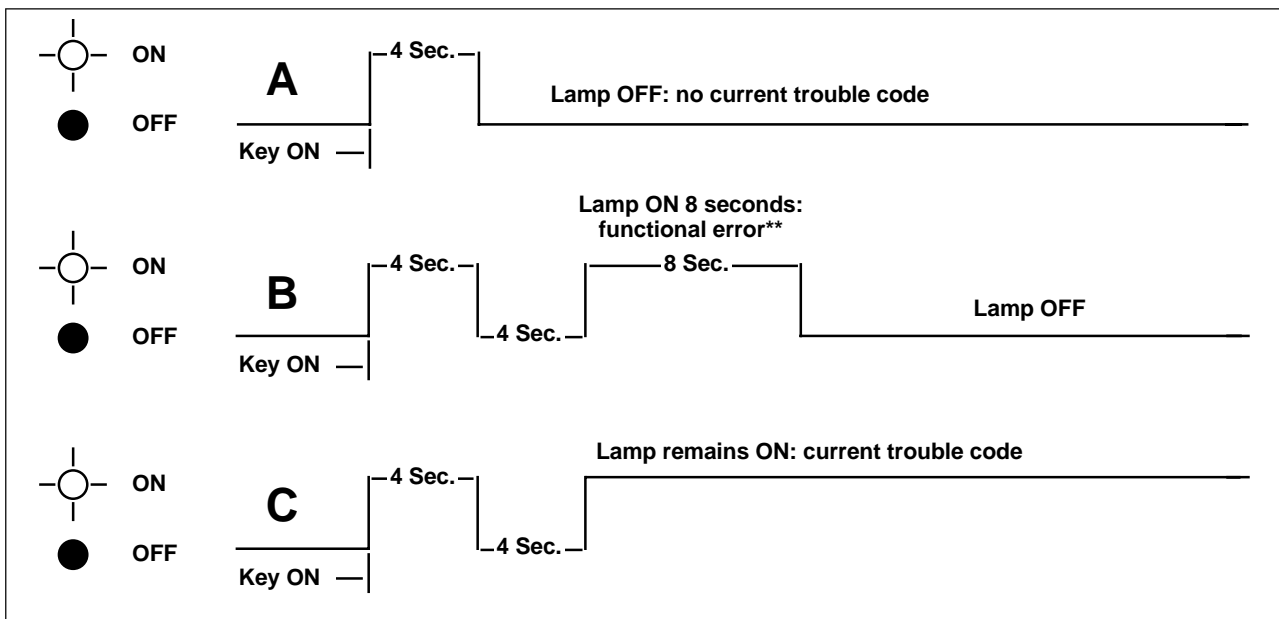 ON
4 Sec.
A
Lamp OFF: no current trouble code
OFF
Key ON
Lamp ON 8 seconds:
functional error**
ON
4 Sec.
8 Sec.
B
Lamp OFF
OFF
4 Sec.
Key ON
Lamp remains ON: current trouble code
ON
4 Sec.
C
OFF
4 Sec.
Key ON